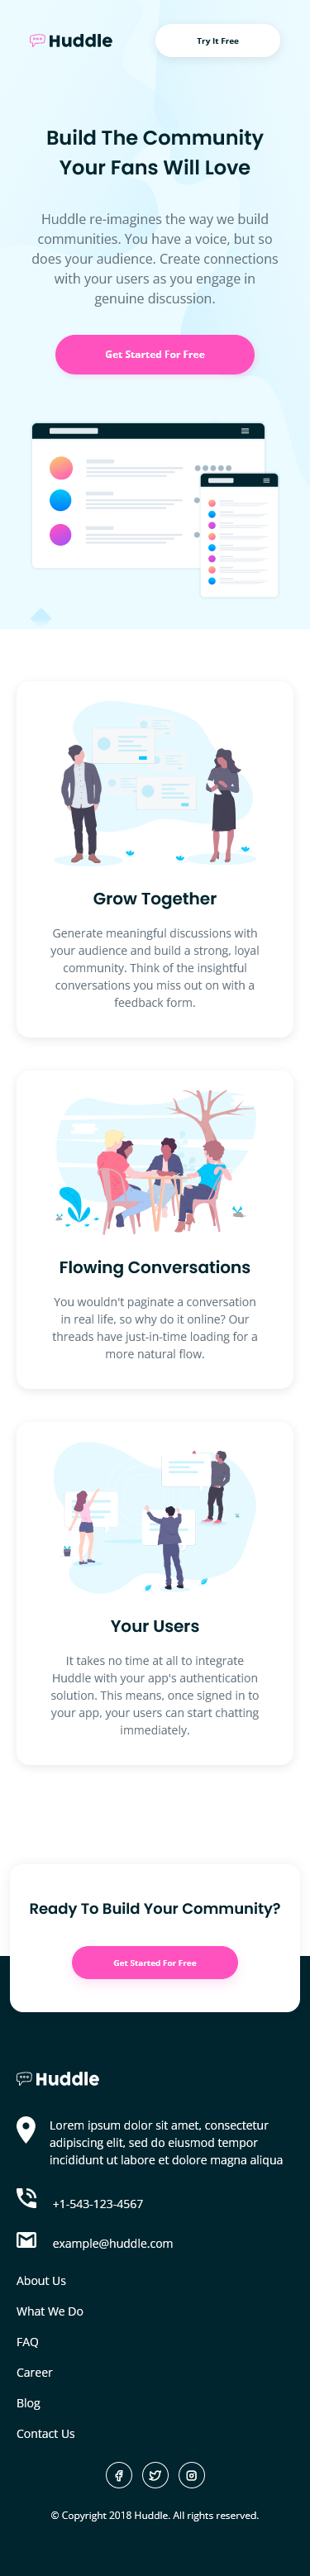 Huddle
Try It Free
Build The Community
Your Fans Will Love
Huddle re-imagines the way we build
communities. You have a voice, but so
does your audience. Create connections
with your users as you engage in
genuine discussion.
Get Started For Free
Grow Together
Generate meaningful discussions with
your audience and build a strong, loyal
community. Think of the insightful
conversations you miss out on with a
feedback form.
Flowing Conversations
You wouldn't paginate a conversation
in real life, so why do it online? Our
threads have just-in-time loading for a
more natural flow.
Your Users
It takes no time at all to integrate
Huddle with your app's authentication
solution. This means, once signed in to
your app, your users can start chatting
immediately.
Ready To Build Your Community?
Get Started For Free
Huddle
Lorem ipsum dolor sit amet, consectetur
adipiscing elit, sed do eiusmod tempor
incididunt ut labore et dolore magna aliqua
+1-543-123-4567
example@huddle.com
About Us
What We Do
FAQ
Career
Blog
Contact Us
© Copyright 2018 Huddle. All rights reserved.